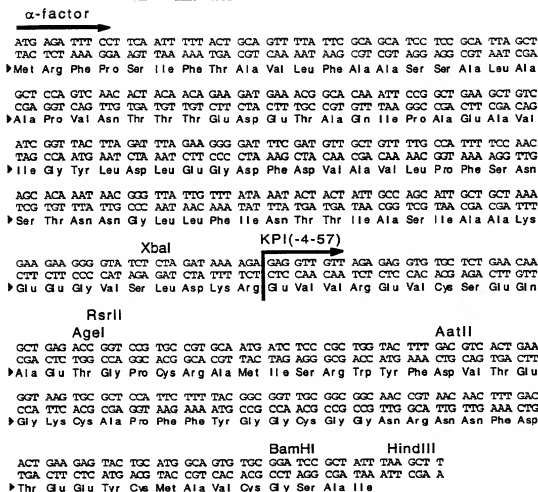 α-factor
ATG AGA TTT CCT TCA ATT TTT ACT GCA GTT TTA TTC GCA GCA TCC TCC GCA TTA GCT
TAC TCT AAA GGA AGT TAA AAA TGA CGT CAA AAT AAG CGT CGT AGG AGG CGT AAT CGA
Met Arg Phe Pro Ser Ile Phe Thr Ala Val Leu Phe Ala Ala Ser Ser Ala Leu Ala
GCT CCA GTC AAC ACT ACA ACA GAA GAT GAA ACG GCA CAA ATT CCG GCT GAA GCT GTC
CGA GGT CAG TTG TGA TGT TGT CTT CTA CTT TGC CGT GTT TAA GGC CGA CTT CGA CAG
Ala Pro Val Asn Thr Thr Thr Glu Asp Glu Thr Ala Gln Ile Pro Ala Glu Ala Val
ATC GGT TAC TTA GAT TTA GAA GGG GAT TTC GAT GTT GCT GTT TTG CCA TTT TCC AAC
TAG CCA ATG AAT CTA AAT CTT CCC CTA AAG CTA CAA CGA CAA AAC GGT AAA AGG TTG
Ile Gly Tyr Leu Asp Leu Glu Gly Asp Phe Asp Val Ala Val Leu Pro Phe Ser Asn
AGC ACA AAT AAC GGG TTA TTG TTT ATA AAT ACT ACT ATT GCC AGC ATT GCT GCT AAA
TCG TGT TTA TTG CCC AAT AAC AAA TAT TTA TGA TGA TAA CGG TCG TAA CGA CGA TTT
Ser Thr Asn Asn Gly Leu Leu Phe Ile Asn Thr Thr Ile Ala Ser Ile Ala Ala Lys
XbaI KPI(-4-57)
GAA GAA GGG GTA TCT CTA GAT AAA AGA GAG GTT GTT AGA GAG GTG TGC TCT GAA CAA
CTT CTT CCC CAT AGA GAT CTA TTT TCT CTC CAA CAA TCT CTC CAC ACG AGA CTT GTT
Glu Glu Gly Val Ser Leu Asp Lys Arg Glu Val Val Arg Glu Val Cys Ser Glu Gln
RsrII
AgeI AatII
GCT GAG ACC GGT CCG TGC CGT GCA ATG ATC TCC CGC TGG TAC TTT GAC GTC ACT GAA
CGA CTC TGG CCA GGC ACG GCA CGT TAC TAG AGG GCG ACC ATG AAA CTG CAG TGA CTT
Ala Glu Thr Gly Pro Cys Arg Ala Met Ile Ser Arg Trp Tyr Phe Asp Val Thr Glu
GGT AAG TGC GCT CCA TTC TTT TAC GGC GGT TGC GGC GGC AAC CGT AAC AAC TTT GAC
CCA TTC ACG CGA GGT AAG AAA ATG CCG CCA ACG CCG CCG TTG GCA TTG TTG AAA CTG
Gly Lys Cys Ala Pro Phe Phe Tyr Gly Gly Cys Gly Gly Asn Arg Asn Asn Phe Asp
BamHI HindIII
ACT GAA GAG TAC TGC ATG GCA GTG TGC GGA TCC GCT ATT TAA GCT T
TGA CTT CTC ATG ACG TAC CGT CAC ACG CCT AGG CGA TAA ATT CGA A
Thr Glu Glu Tyr Cys Met Ala Val Cys Gly Ser Ala Ile